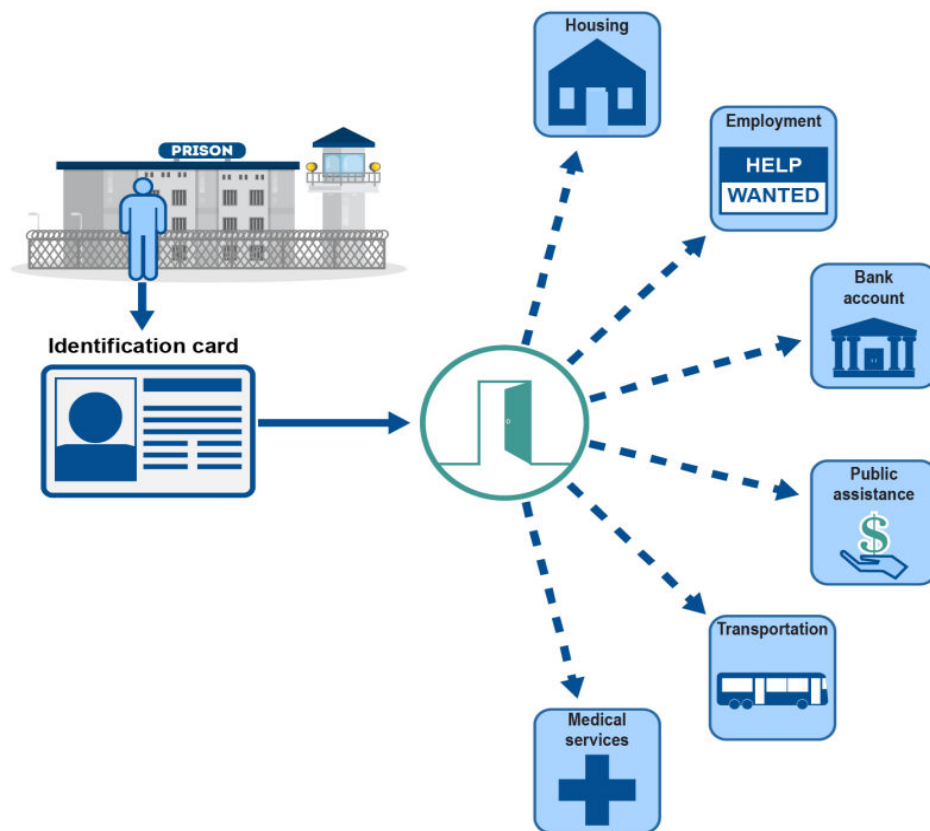 Housing
Employment
HELP
WANTED
PRISON
Bank
account
Identification card
Public
assistance
$
Transportation
Medical
services